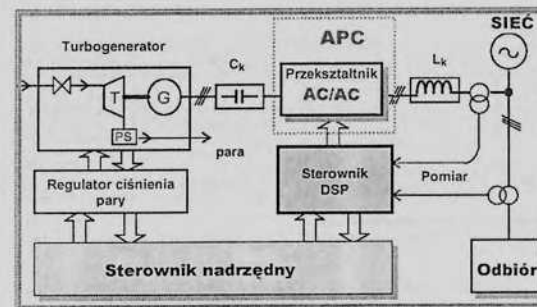 SIEĆ
APC
Turbogenerator
Cₖ
Lₖ
Przekształtnik
AC/AC
T
G
PS
para
Sterownik
DSP
Pomiar
Regulator ciśnienia
pary
Sterownik nadrzędny
Odbiór